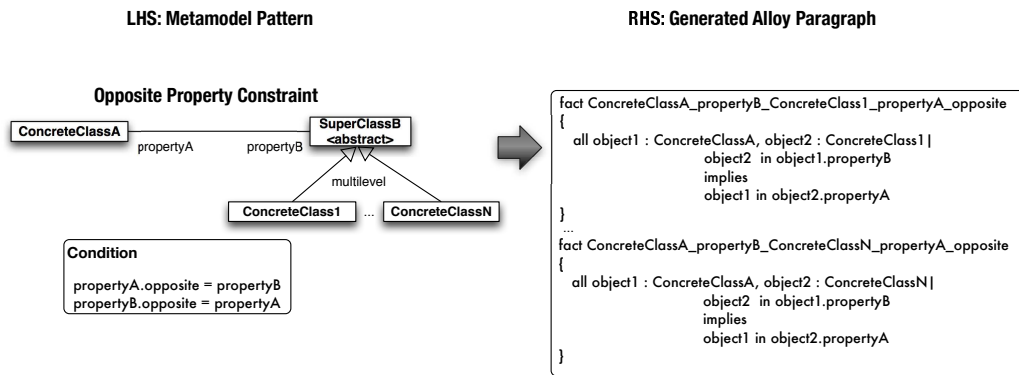 LHS: Metamodel Pattern
RHS: Generated Alloy Paragraph
Opposite Property Constraint
ConcreteClassA
propertyA
propertyB
SuperClassB
<abstract>
multilevel
ConcreteClass1
...
ConcreteClassN
Condition
propertyA.opposite = propertyB
propertyB.opposite = propertyA
fact ConcreteClassA_propertyB_ConcreteClass1_propertyA_opposite
{
all object1 : ConcreteClassA, object2 : ConcreteClass1|
object2 in object1.propertyB
implies
object1 in object2.propertyA
}
...
fact ConcreteClassA_propertyB_ConcreteClassN_propertyA_opposite
{
all object1 : ConcreteClassA, object2 : ConcreteClassN|
object2 in object1.propertyB
implies
object1 in object2.propertyA
}